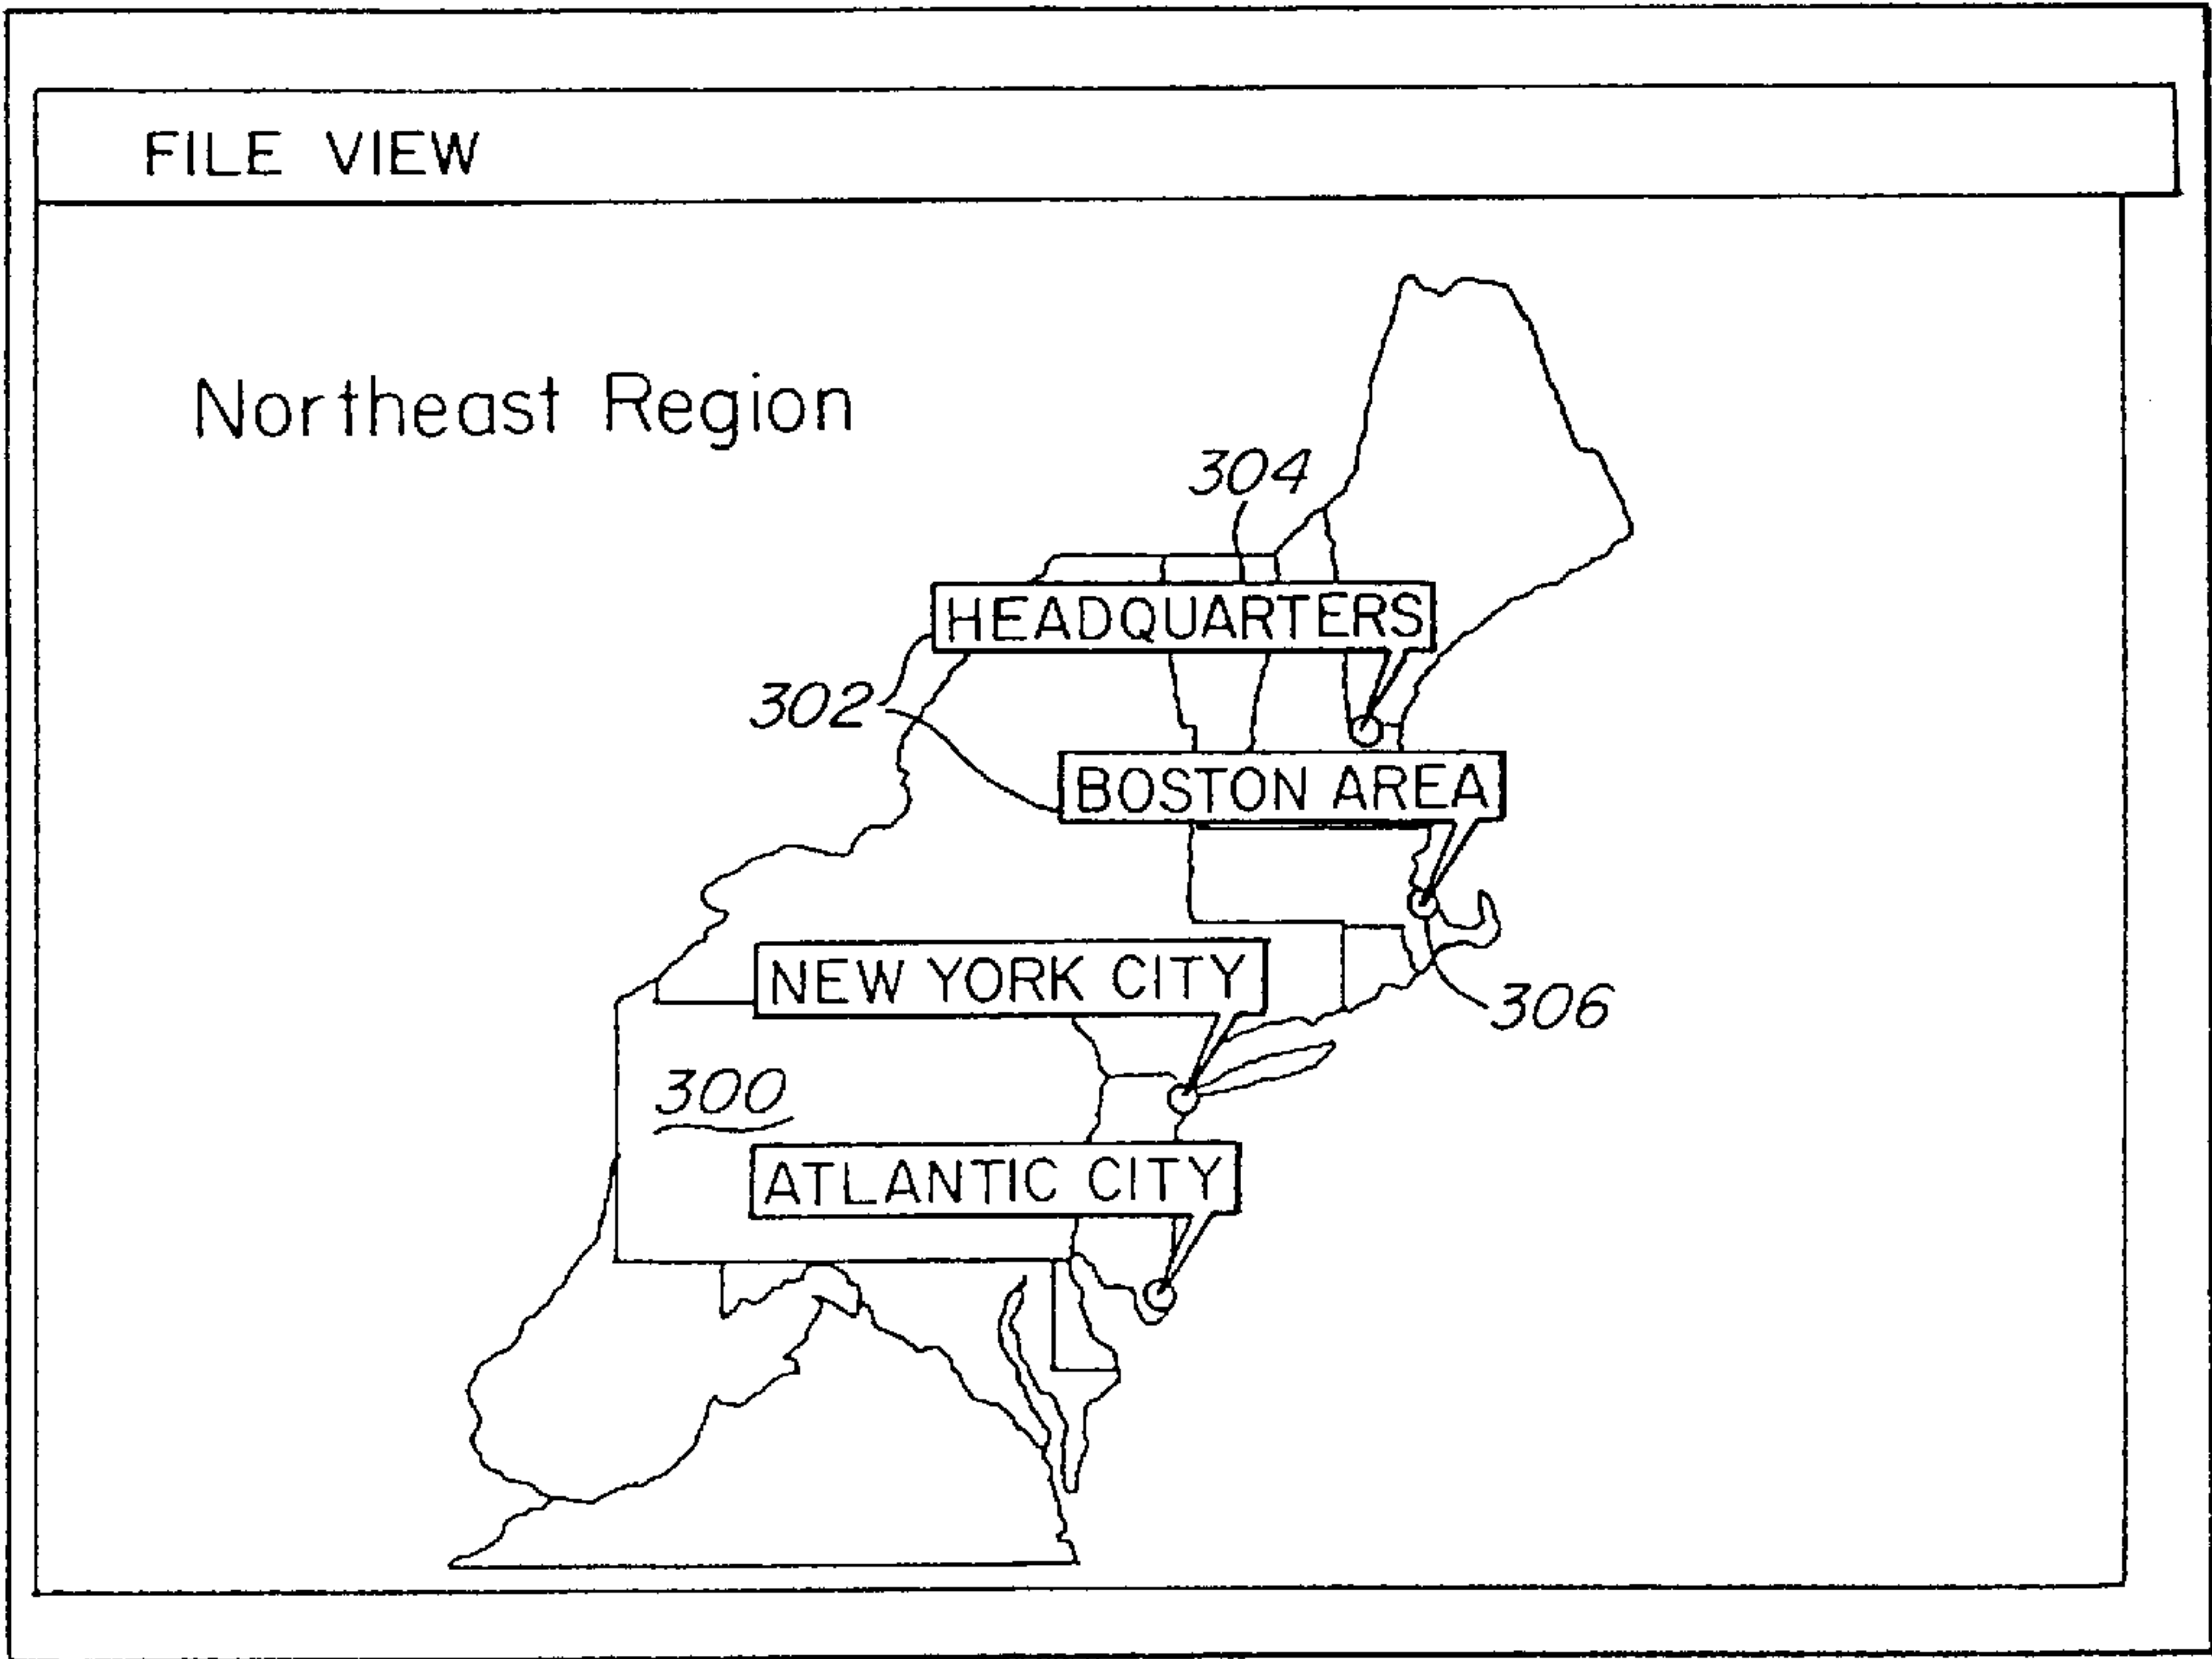 FILE VIEW
Northeast Region
304
HEADQUARTERS
302
BOSTON AREA
NEW YORK CITY
306
300
ATLANTIC CITY